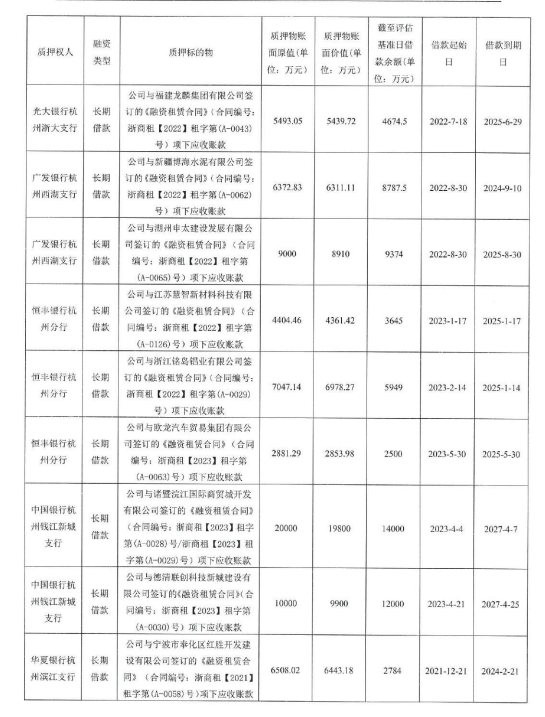 质押权人 融资类型 质押标的物 质押物账面原值(单位：万元) 质押物账面价值(单位：万元) 截至评估基准日借款余额(单位：万元) 借款起始日 借款到期日
光大银行杭州浙大支行 长期借款 公司与福建龙麟集团有限公司签订的《融资租赁合同》（合同编号：浙商租【2022】租字第(A-0043)号）项下应收账款 5493.05 5439.72 4674.5 2022-7-18 2025-6-29
广发银行杭州西湖支行 长期借款 公司与新疆博海水泥有限公司签订的《融资租赁合同》（合同编号：浙商租【2022】租字第(A-0062)号）项下应收账款 6372.83 6311.11 8787.5 2022-8-30 2024-9-10
广发银行杭州西湖支行 长期借款 公司与湖州申太建设发展有限公司签订的《融资租赁合同》（合同编号：浙商租【2022】租字第(A-0065)号）项下应收账款 9000 8910 9374 2022-8-30 2025-8-30
恒丰银行杭州分行 长期借款 公司与江苏慧智新材料科技有限公司签订的《融资租赁合同》（合同编号：浙商租【2022】租字第(A-0126)号）项下应收账款 4404.46 4361.42 3645 2023-1-17 2025-1-17
恒丰银行杭州分行 长期借款 公司与浙江铭岛铝业有限公司签订的《融资租赁合同》（合同编号：浙商租【2022】租字第(A-0029)号）项下应收账款 7047.14 6978.27 5949 2023-2-14 2025-1-14
恒丰银行杭州分行 长期借款 公司与欧龙汽车贸易集团有限公司签订的《融资租赁合同》（合同编号：浙商租【2023】租字第(A-0063)号）项下应收账款 2881.29 2853.98 2500 2023-5-30 2025-5-30
中国银行杭州钱江新城支行 长期借款 公司与诸暨浣江国际商贸城开发有限公司签订的《融资租赁合同》（合同编号：浙商租【2023】租字第(A-0028)号/浙商租【2023】租字第(A-0029)号）项下应收账款 20000 19800 14000 2023-4-4 2027-4-7
中国银行杭州钱江新城支行 长期借款 公司与德清联创科技新城建设有限公司签订的《融资租赁合同》（合同编号：浙商租【2023】租字第(A-0030)号）项下应收账款 10000 9900 12000 2023-4-21 2027-4-25
华夏银行杭州滨江支行 长期借款 公司与宁波市奉化区红胜开发建设有限公司签订的《融资租赁合同》（合同编号：浙商租【2021】租字第(A-0058)号）项下应收账款 6508.02 6443.18 2784 2021-12-21 2024-2-21